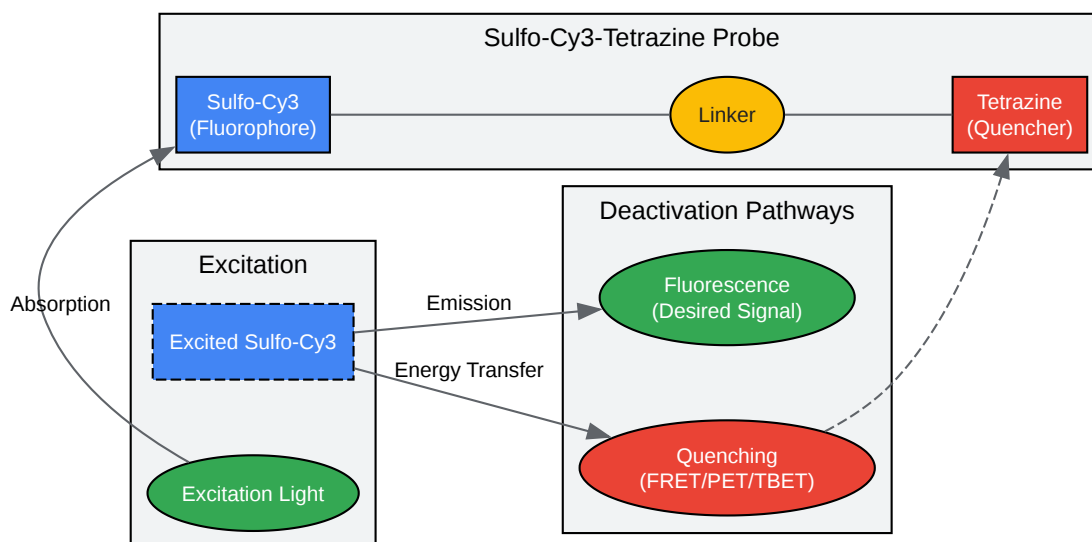 Sulfo-Cy3-Tetrazine Probe
Sulfo-Cy3
(Fluorophore)
Linker
Tetrazine
(Quencher)
Deactivation Pathways
Excitation
Fluorescence
(Desired Signal)
Absorption
Emission
Excited Sulfo-Cy3
Energy Transfer
Quenching
(FRET/PET/TBET)
Excitation Light